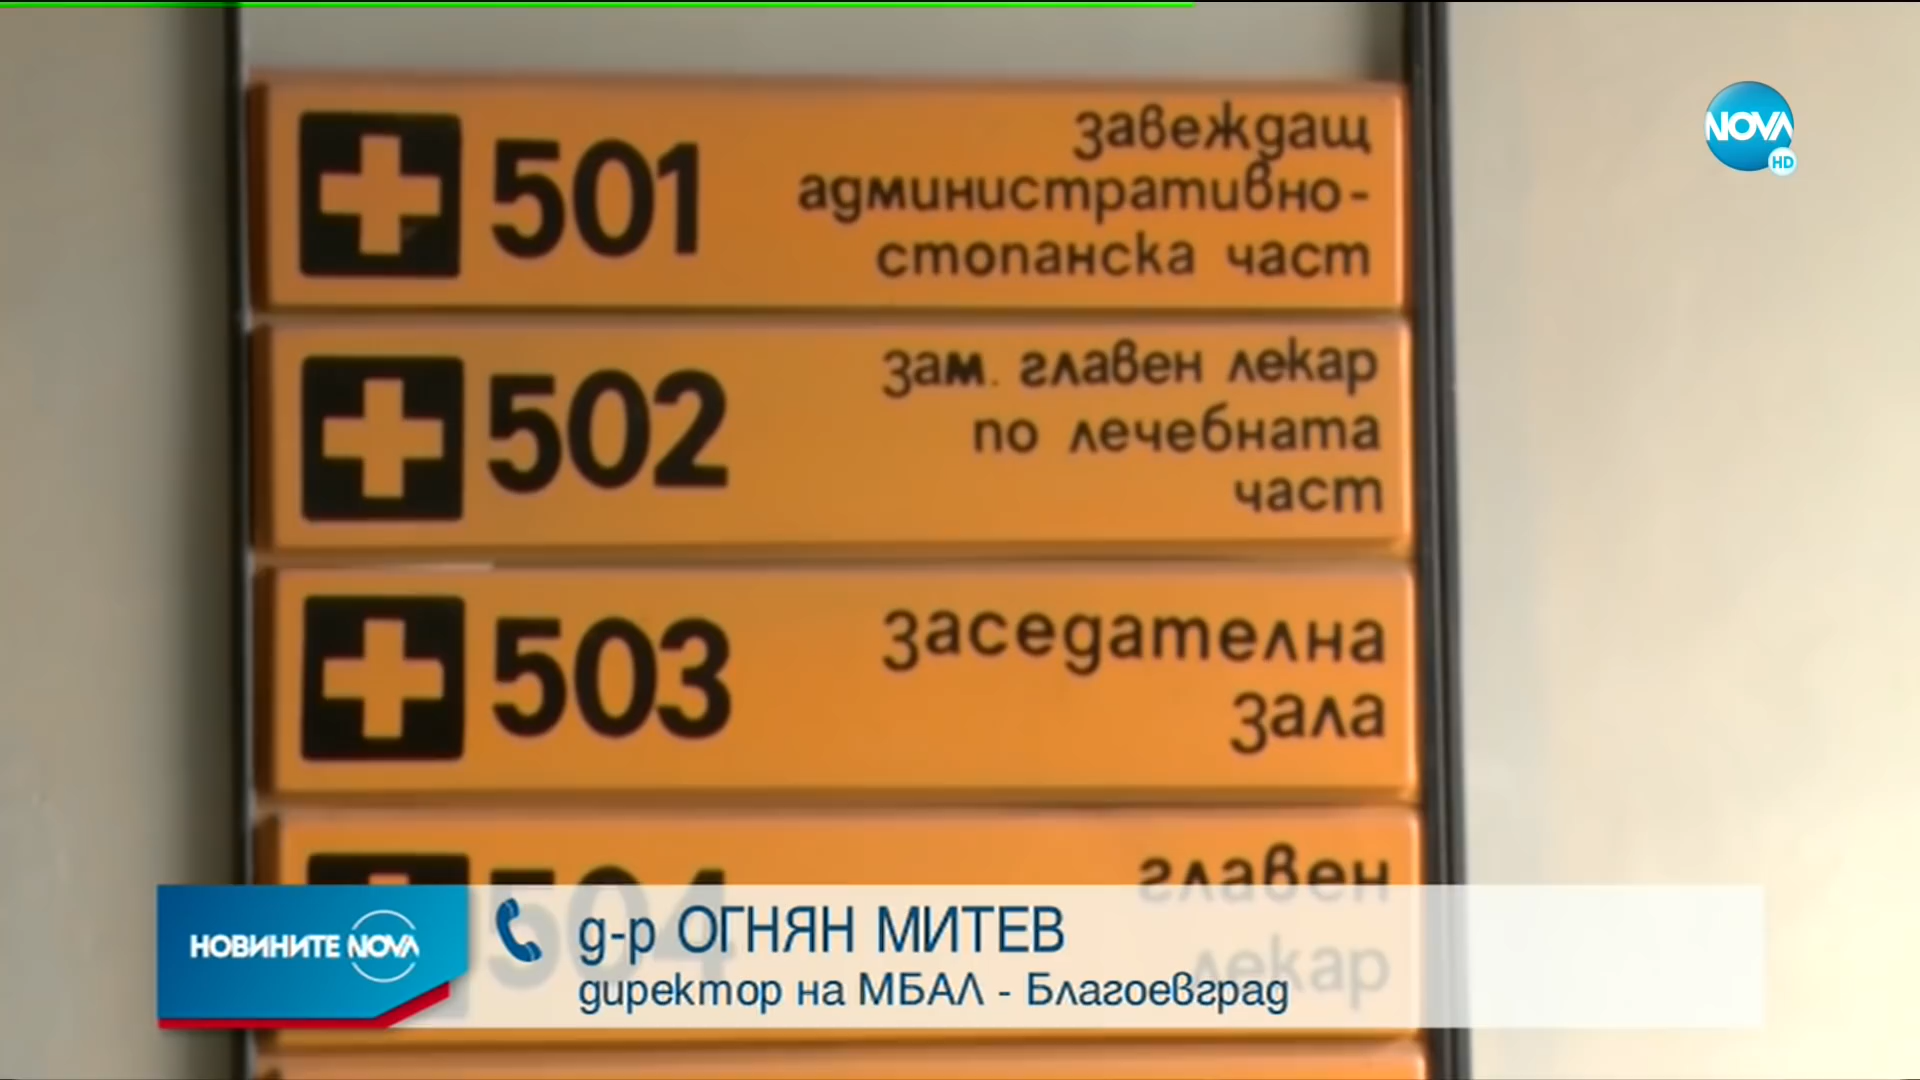 NOVA
HD
501
завеждащ
административно-
стопанска част
502
зам. главен лекар
по лечебната
част
503
заседателна
зала
504
главен
лекар
НОВИНИТЕ NOVA
д-р ОГНЯН МИТЕВ
директор на МБАЛ - Благоевград